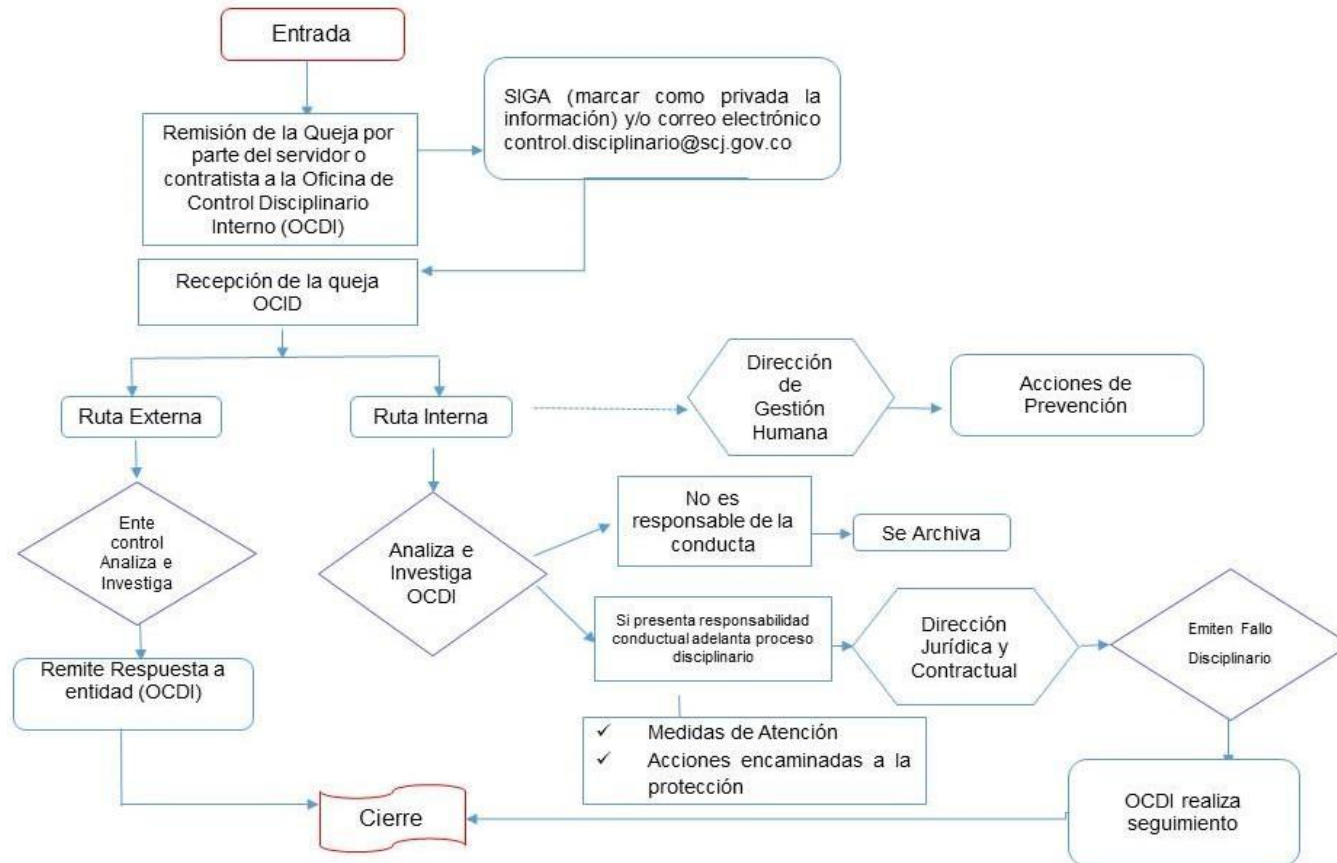 Entrada
SIGA (marcar como privada la
información) y/o correo electrónico
control.disciplinario@scj.gov.co
Remisión de la Queja por
parte del servidor o
contratista a la Oficina de
Control Disciplinario
Interno (OCDI)
Recepción de la queja
OCID
Ruta Externa
Ruta Interna
Dirección
de
Gestión
Humana
Acciones de
Prevención
Ente
control
Analiza e
Investiga
Analiza e
Investiga
OCDI
No es
responsable de la
conducta
Se Archiva
Si presenta responsabilidad
conductual adelanta proceso
disciplinario
Dirección
Jurídica y
Contractual
Emiten Fallo
Disciplinario
Remite Respuesta a
entidad (OCDI)
✓ Medidas de Atención
✓ Acciones encaminadas a la
protección
OCDI realiza
seguimiento
Cierre